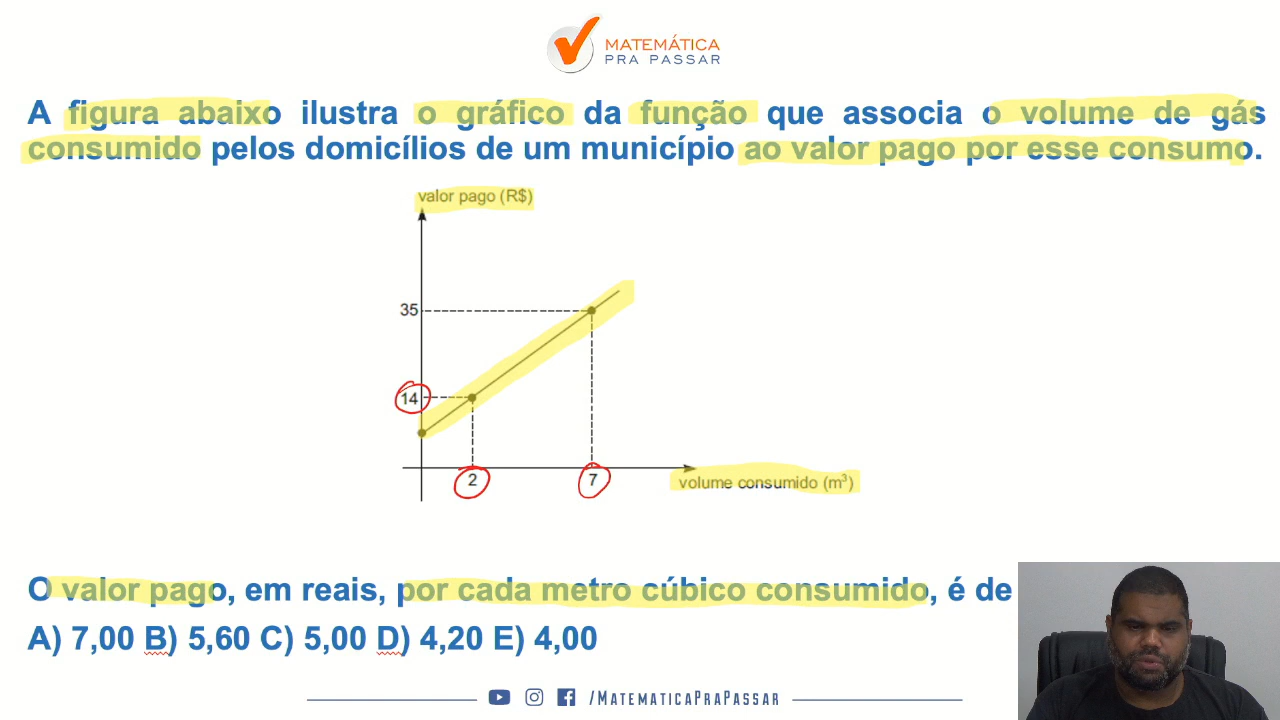 MATEMÁTICA
PRA PASSAR
A figura abaixo ilustra o gráfico da função que associa o volume de gás
consumido pelos domicílios de um município ao valor pago por esse consumo.
valor pago (R$)
35
14
2
7
volume consumido (m³)
O valor pago, em reais, por cada metro cúbico consumido, é de
A) 7,00 B) 5,60 C) 5,00 D) 4,20 E) 4,00
/MATEMATICAPRAPASSAR